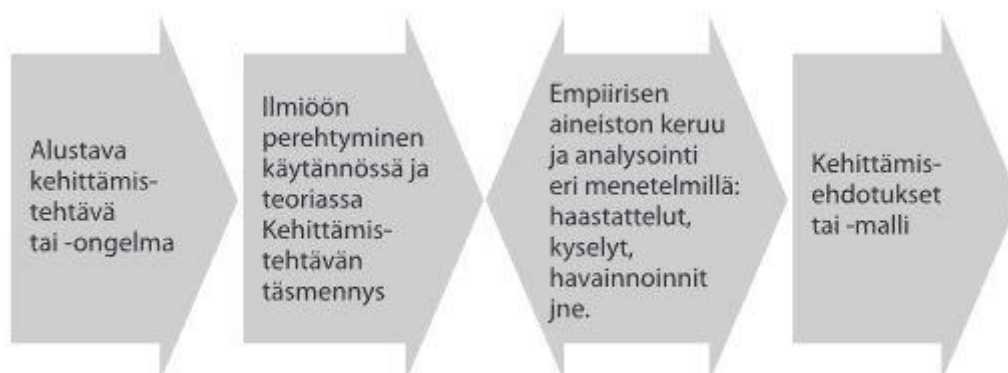 Alustava
kehittämis-
tehtävä
tai -ongelma
Ilmiöön
perehtyminen
käytännössä ja
teoriassa
Kehittämis-
tehtävän
täsmennys
Empiirisen
aineiston keruu
ja analysointi
eri menetelmillä:
haastattelut,
kyselyt,
havainnoinnit
jne.
Kehittämis-
ehdotukset
tai -malli